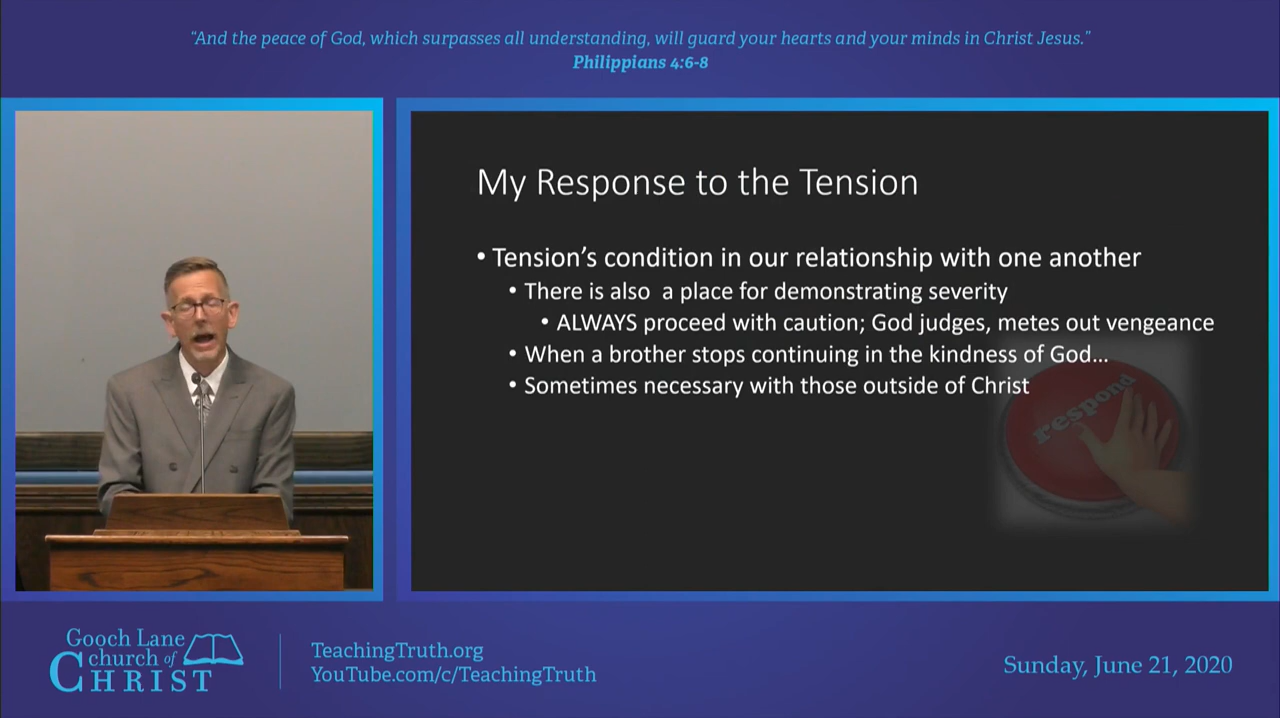 "And the peace of God, which surpasses all understanding, will guard your hearts and your minds in Christ Jesus."
Philippians 4:6-8
My Response to the Tension
• Tension's condition in our relationship with one another
• There is also a place for demonstrating severity
• ALWAYS proceed with caution; God judges, metes out vengeance
• When a brother stops continuing in the kindness of God…
• Sometimes necessary with those outside of Christ
respond
Gooch Lane
church of
CHRIST
TeachingTruth.org
YouTube.com/c/TeachingTruth
Sunday, June 21, 2020